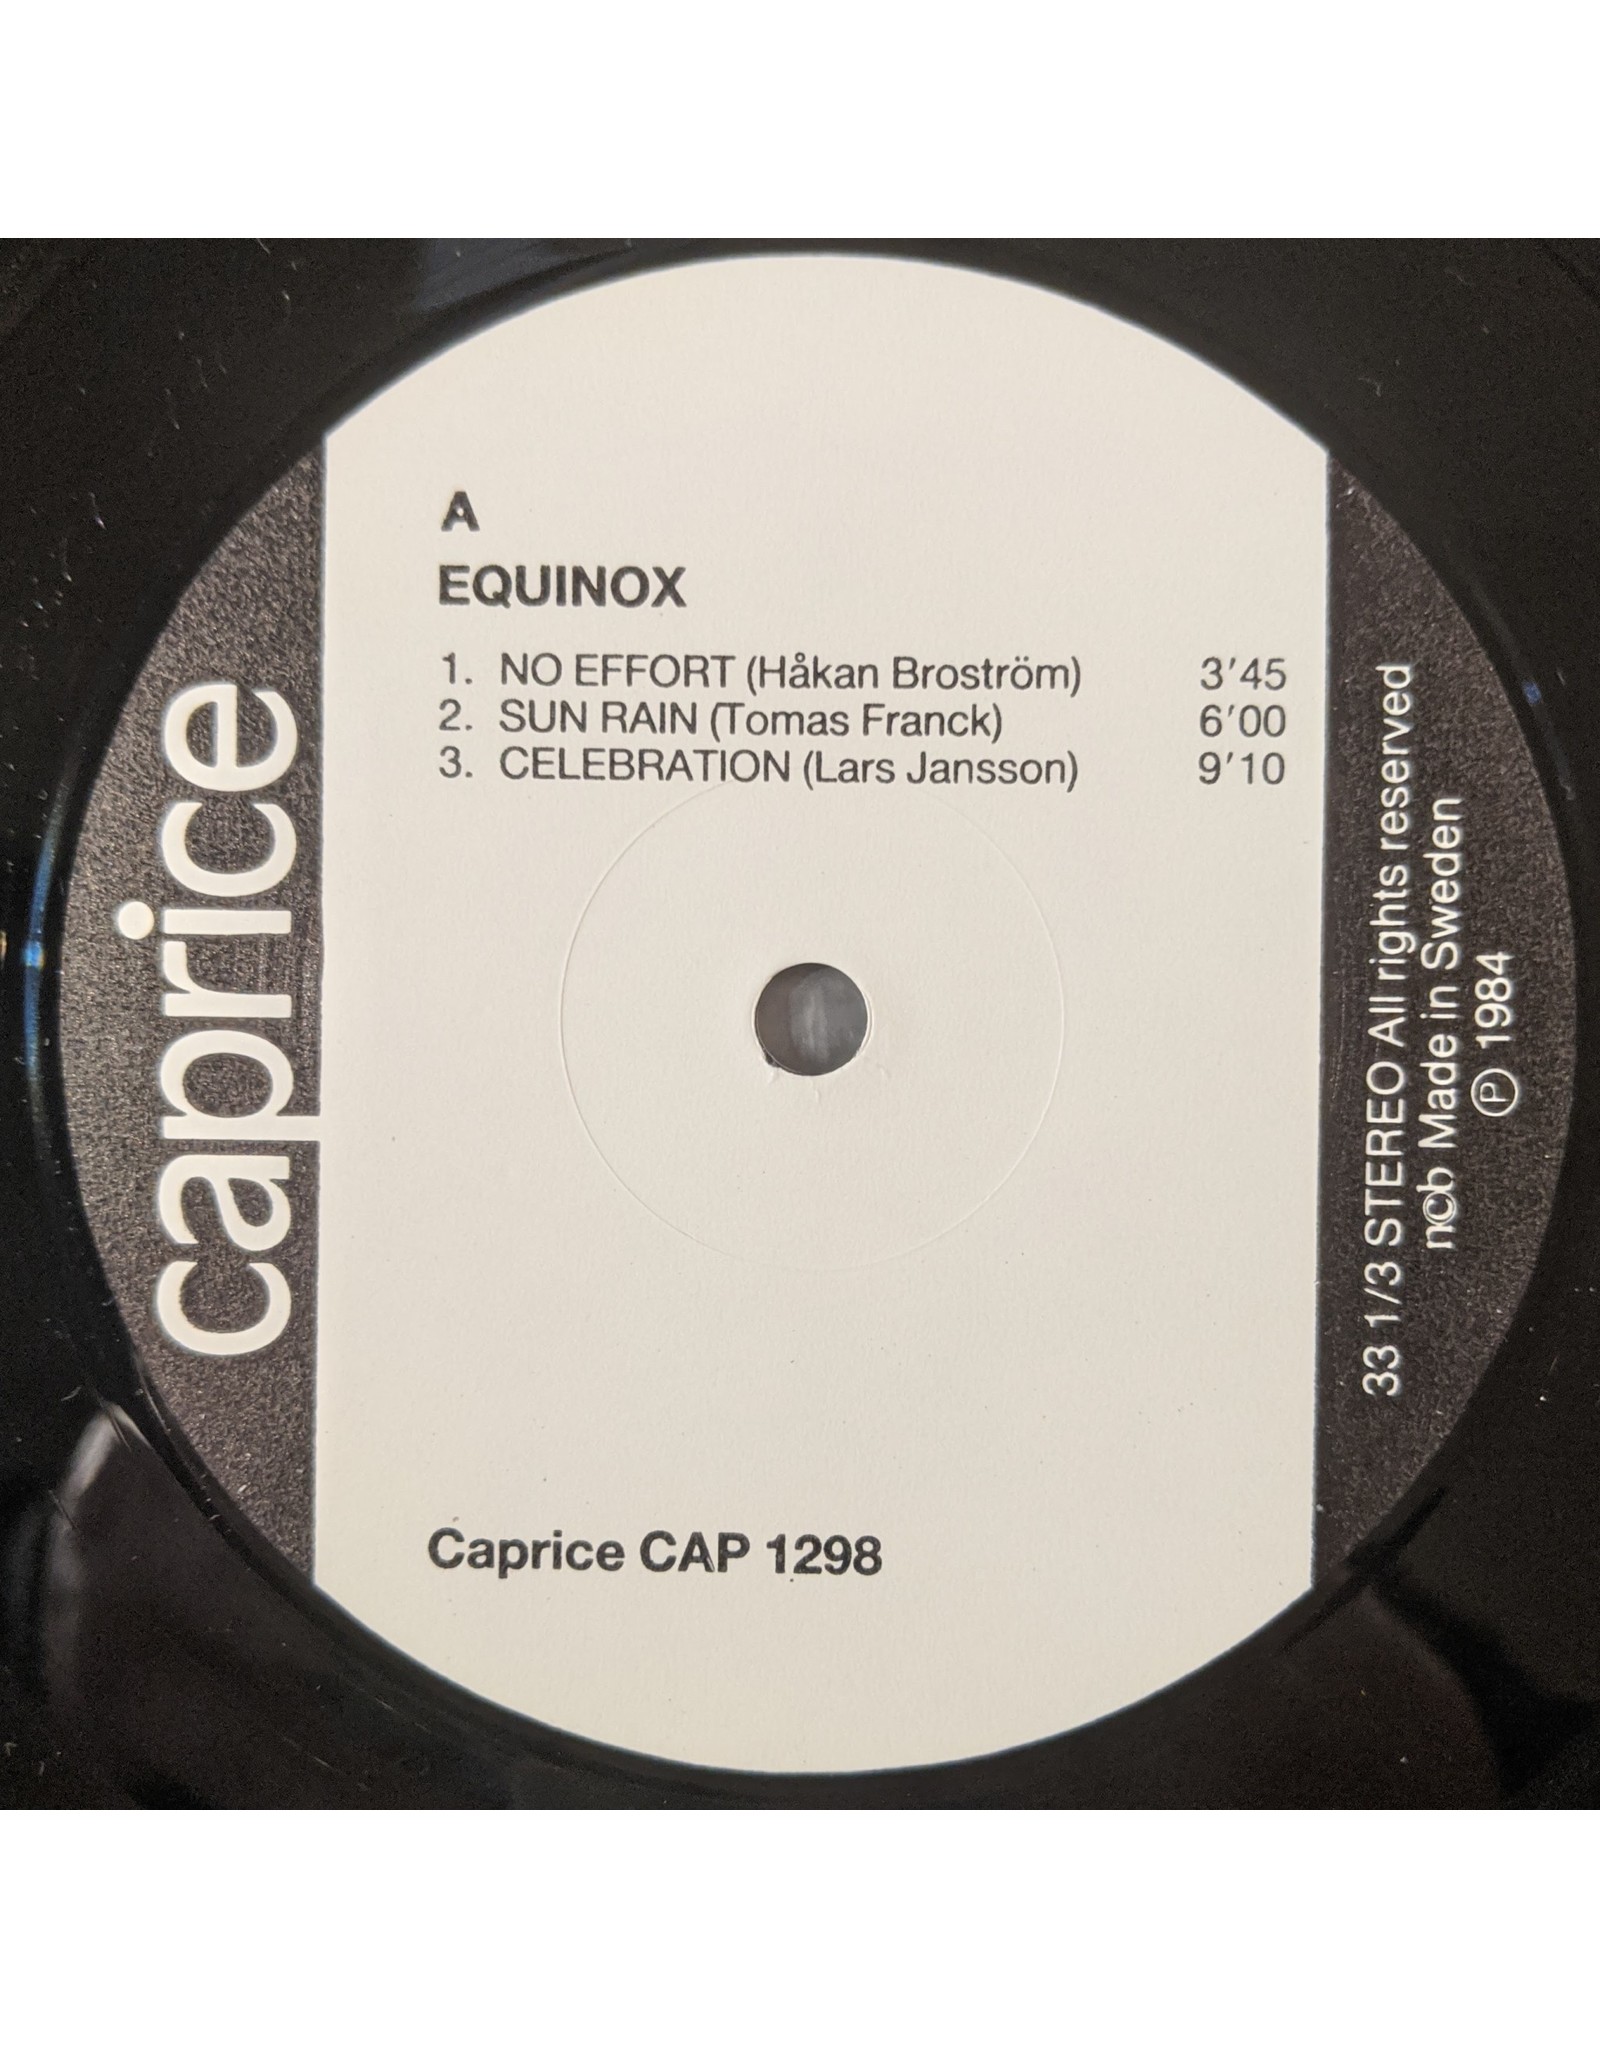 caprice
A
EQUINOX
1. NO EFFORT (Håkan Broström) 3'45
2. SUN RAIN (Tomas Franck) 6'00
3. CELEBRATION (Lars Jansson) 9'10
Caprice CAP 1298
33 1/3 STEREO All rights reserved
ncb Made in Sweden
Ⓟ 1984